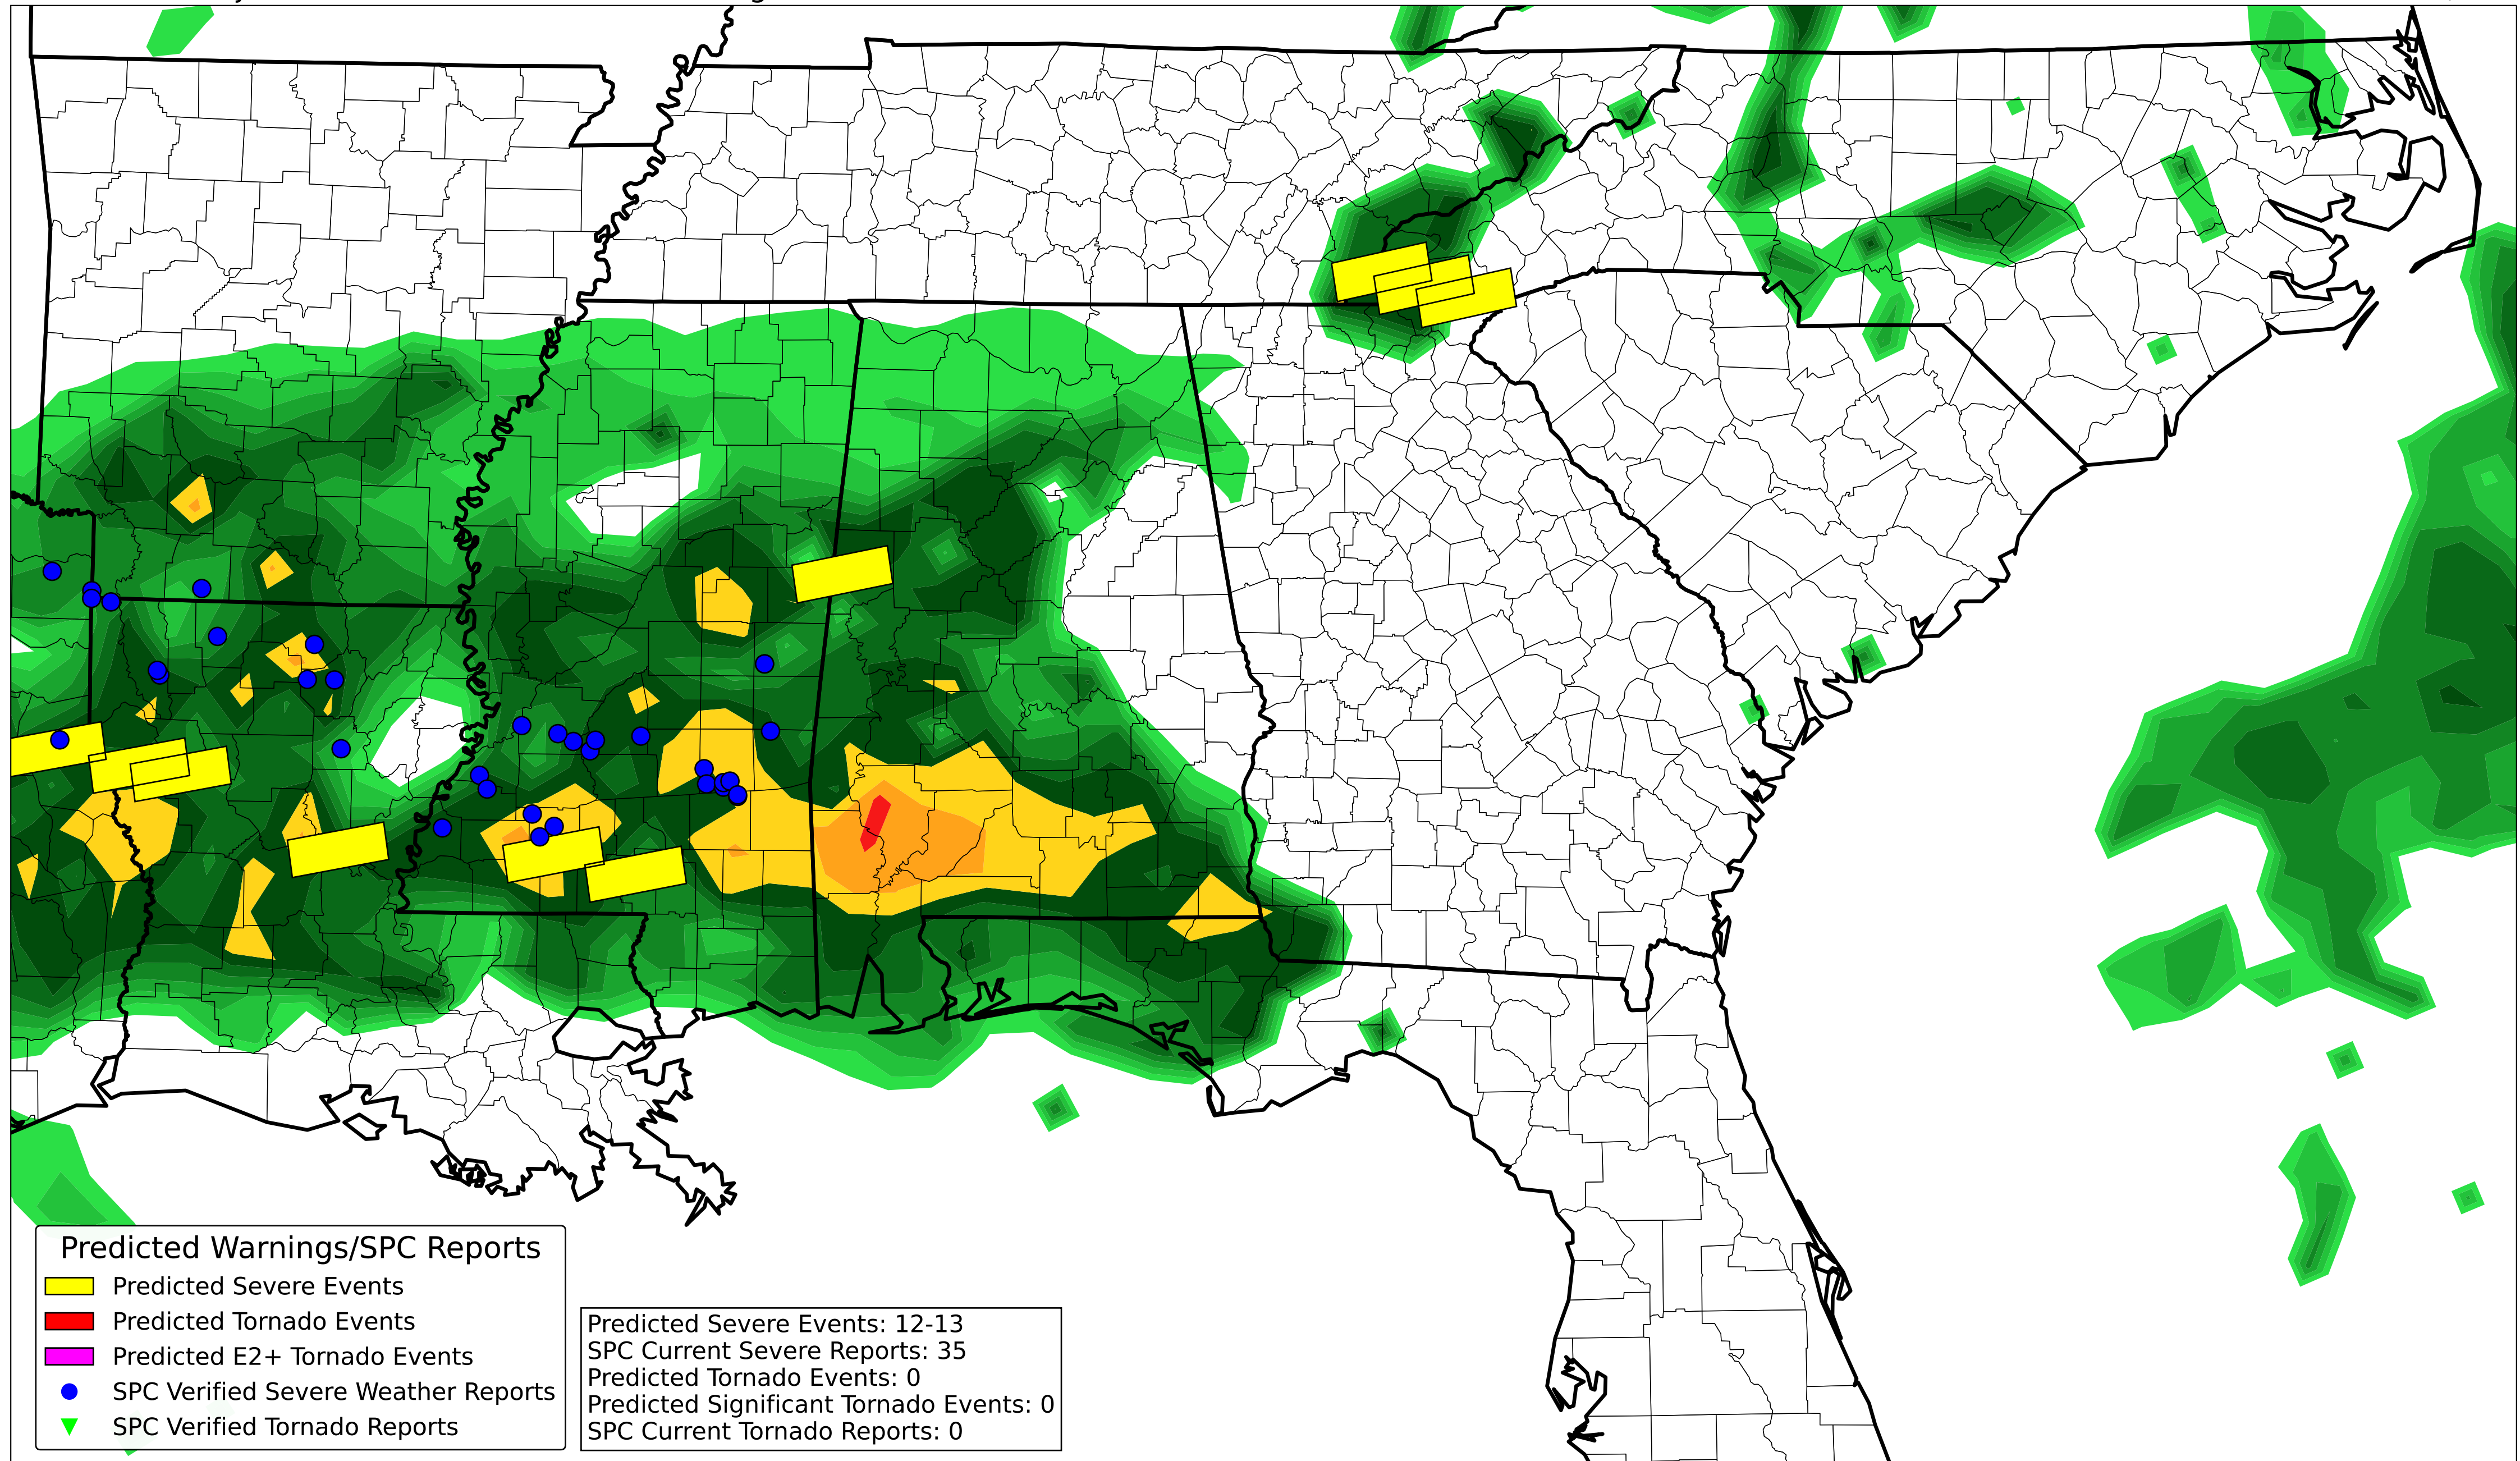 Predicted Warnings/SPC Reports
Predicted Severe Events
Predicted Tornado Events
Predicted E2+ Tornado Events
SPC Verified Severe Weather Reports
SPC Verified Tornado Reports
Predicted Severe Events: 12-13
SPC Current Severe Reports: 35
Predicted Tornado Events: 0
Predicted Significant Tornado Events: 0
SPC Current Tornado Reports: 0